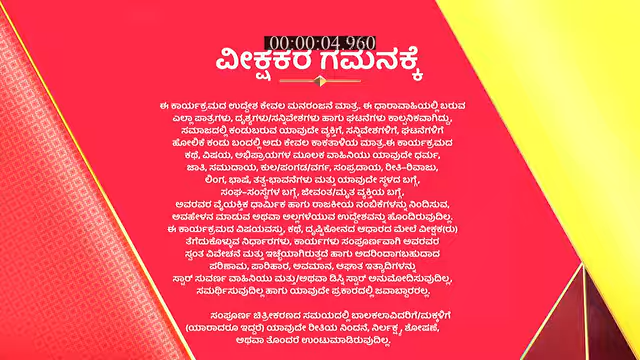 00:00:04.960
ವೀಕ್ಷಕರ ಗಮನಕ್ಕೆ
ಈ ಕಾರ್ಯಕ್ರಮದ ಉದ್ದೇಶ ಕೇವಲ ಮನರಂಜನೆ ಮಾತ್ರ. ಈ ಧಾರಾವಾಹಿಯಲ್ಲಿ ಬರುವ
ಎಲ್ಲಾ ಪಾತ್ರಗಳು, ದೃಶ್ಯಗಳು/ಸನ್ನಿವೇಶಗಳು ಹಾಗು ಘಟನೆಗಳು ಕಾಲ್ಪನಿಕವಾಗಿದ್ದು,
ಸಮಾಜದಲ್ಲಿ ಕಂಡುಬರುವ ಯಾವುದೇ ವ್ಯಕ್ತಿಗೆ, ಸನ್ನಿವೇಶಗಳಿಗೆ, ಘಟನೆಗಳಿಗೆ
ಹೋಲಿಕೆ ಕಂಡು ಬಂದಲ್ಲಿ ಅದು ಕೇವಲ ಕಾಕತಾಳಿಯ ಮಾತ್ರ.ಈ ಕಾರ್ಯಕ್ರಮದ
ಕಥೆ, ವಿಷಯ, ಅಭಿಪ್ರಾಯಗಳ ಮೂಲಕ ವಾಹಿನಿಯು ಯಾವುದೇ ಧರ್ಮ,
ಜಾತಿ, ಸಮುದಾಯ, ಕುಲ/ಪಂಗಡ/ವರ್ಗ, ಸಂಪ್ರದಾಯ, ರೀತಿ-ರಿವಾಜು,
ಲಿಂಗ, ಭಾಷೆ, ತತ್ವ-ಭಾವನೆಗಳು ಮತ್ತು ಯಾವುದೇ ಸ್ಥಳದ ಬಗ್ಗೆ,
ಸಂಘ-ಸಂಸ್ಥೆಗಳ ಬಗ್ಗೆ, ಜೀವಂತ/ಮೃತ ವ್ಯಕ್ತಿಯ ಬಗ್ಗೆ,
ಅವರವರ ವೈಯಕ್ತಿಕ ಧಾರ್ಮಿಕ ಹಾಗು ರಾಜಕೀಯ ನಂಬಿಕೆಗಳನ್ನು ನಿಂದಿಸುವ,
ಅವಹೇಳನ ಮಾಡುವ ಅಥವಾ ಅಲ್ಲಗಳೆಯುವ ಉದ್ದೇಶವನ್ನು ಹೊಂದಿರುವುದಿಲ್ಲ.
ಈ ಕಾರ್ಯಕ್ರಮದ ವಿಷಯವಸ್ತು, ಕಥೆ, ದೃಷ್ಟಿಕೋನದ ಆಧಾರದ ಮೇಲೆ ವೀಕ್ಷಕ(ರು)
ತೆಗೆದುಕೊಳ್ಳುವ ನಿರ್ಧಾರಗಳು, ಕಾರ್ಯಗಳು ಸಂಪೂರ್ಣವಾಗಿ ಅವರವರ
ಸ್ವಂತ ವಿವೇಚನೆ ಮತ್ತು ಇಚ್ಛೆಯಾಗಿರುತ್ತದೆ ಹಾಗು ಅದರಿಂದಾಗಬಹುದಾದ
ಪರಿಣಾಮ, ಪಾರಿಹಾರ, ಅವಮಾನ, ಆಘಾತ ಇತ್ಯಾದಿಗಳನ್ನು
ಸ್ಟಾರ್ ಸುವರ್ಣ ವಾಹಿನಿಯು ಮತ್ತು/ಅಥವಾ ಡಿಸ್ನಿ ಸ್ಟಾರ್ ಅನುಮೋದಿಸುವುದಿಲ್ಲ,
ಸಮರ್ಥಿಸುವುದಿಲ್ಲ ಹಾಗು ಯಾವುದೇ ಪ್ರಕಾರದಲ್ಲಿ ಜವಾಬ್ದಾರರಲ್ಲ.
ಸಂಪೂರ್ಣ ಚಿತ್ರೀಕರಣದ ಸಮಯದಲ್ಲಿ ಬಾಲಕಲಾವಿದರಿಗೆ/ಮಕ್ಕಳಿಗೆ
(ಯಾರಾದರೂ ಇದ್ದರೆ) ಯಾವುದೇ ರೀತಿಯ ನಿಂದನೆ, ನಿರ್ಲಕ್ಷ್ಯ, ಶೋಷಣೆ,
ಅಥವಾ ತೊಂದರೆ ಉಂಟುಮಾಡಿರುವುದಿಲ್ಲ.